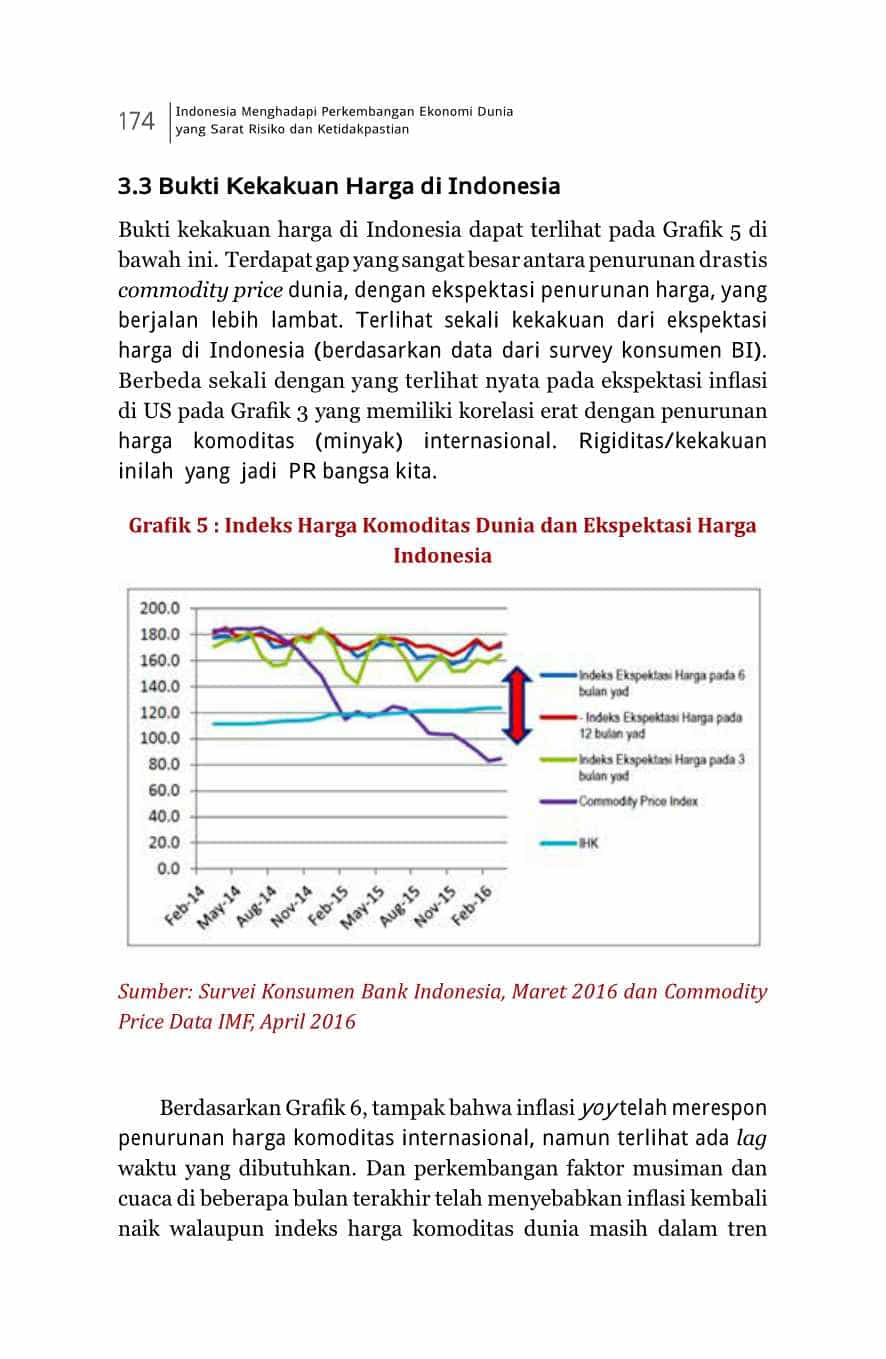 174
Indonesia Menghadapi Perkembangan Ekonomi Dunia
yang Sarat Risiko dan Ketidakpastian
3.3 Bukti Kekakuan Harga di Indonesia
Bukti kekakuan harga di Indonesia dapat terlihat pada Grafik 5 di
bawah ini. Terdapat gap yang sangat besar antara penurunan drastis
commodity price dunia, dengan ekspektasi penurunan harga, yang
berjalan lebih lambat. Terlihat sekali kekakuan dari ekspektasi
harga di Indonesia (berdasarkan data dari survey konsumen BI).
Berbeda sekali dengan yang terlihat nyata pada ekspektasi inflasi
di US pada Grafik 3 yang memiliki korelasi erat dengan penurunan
harga komoditas (minyak) internasional. Rigiditas/kekakuan
inilah yang jadi PR bangsa kita.
Grafik 5 : Indeks Harga Komoditas Dunia dan Ekspektasi Harga
Indonesia
200.0
180.0
160.0
140.0
120.0
100.0
80.0
60.0
40.0
20.0
0.0
Feb-14
May-14
Aug-14
Nov-14
Feb-15
May-15
Aug-15
Nov-15
Feb-16
Indeks Ekspektasi Harga pada 6
bulan yad
- Indeks Ekspektasi Harga pada
12 bulan yad
Indeks Ekspektasi Harga pada 3
bulan yad
Commodity Price Index
IHK
Sumber: Survei Konsumen Bank Indonesia, Maret 2016 dan Commodity
Price Data IMF, April 2016
Berdasarkan Grafik 6, tampak bahwa inflasi yoy telah merespon
penurunan harga komoditas internasional, namun terlihat ada lag
waktu yang dibutuhkan. Dan perkembangan faktor musiman dan
cuaca di beberapa bulan terakhir telah menyebabkan inflasi kembali
naik walaupun indeks harga komoditas dunia masih dalam tren